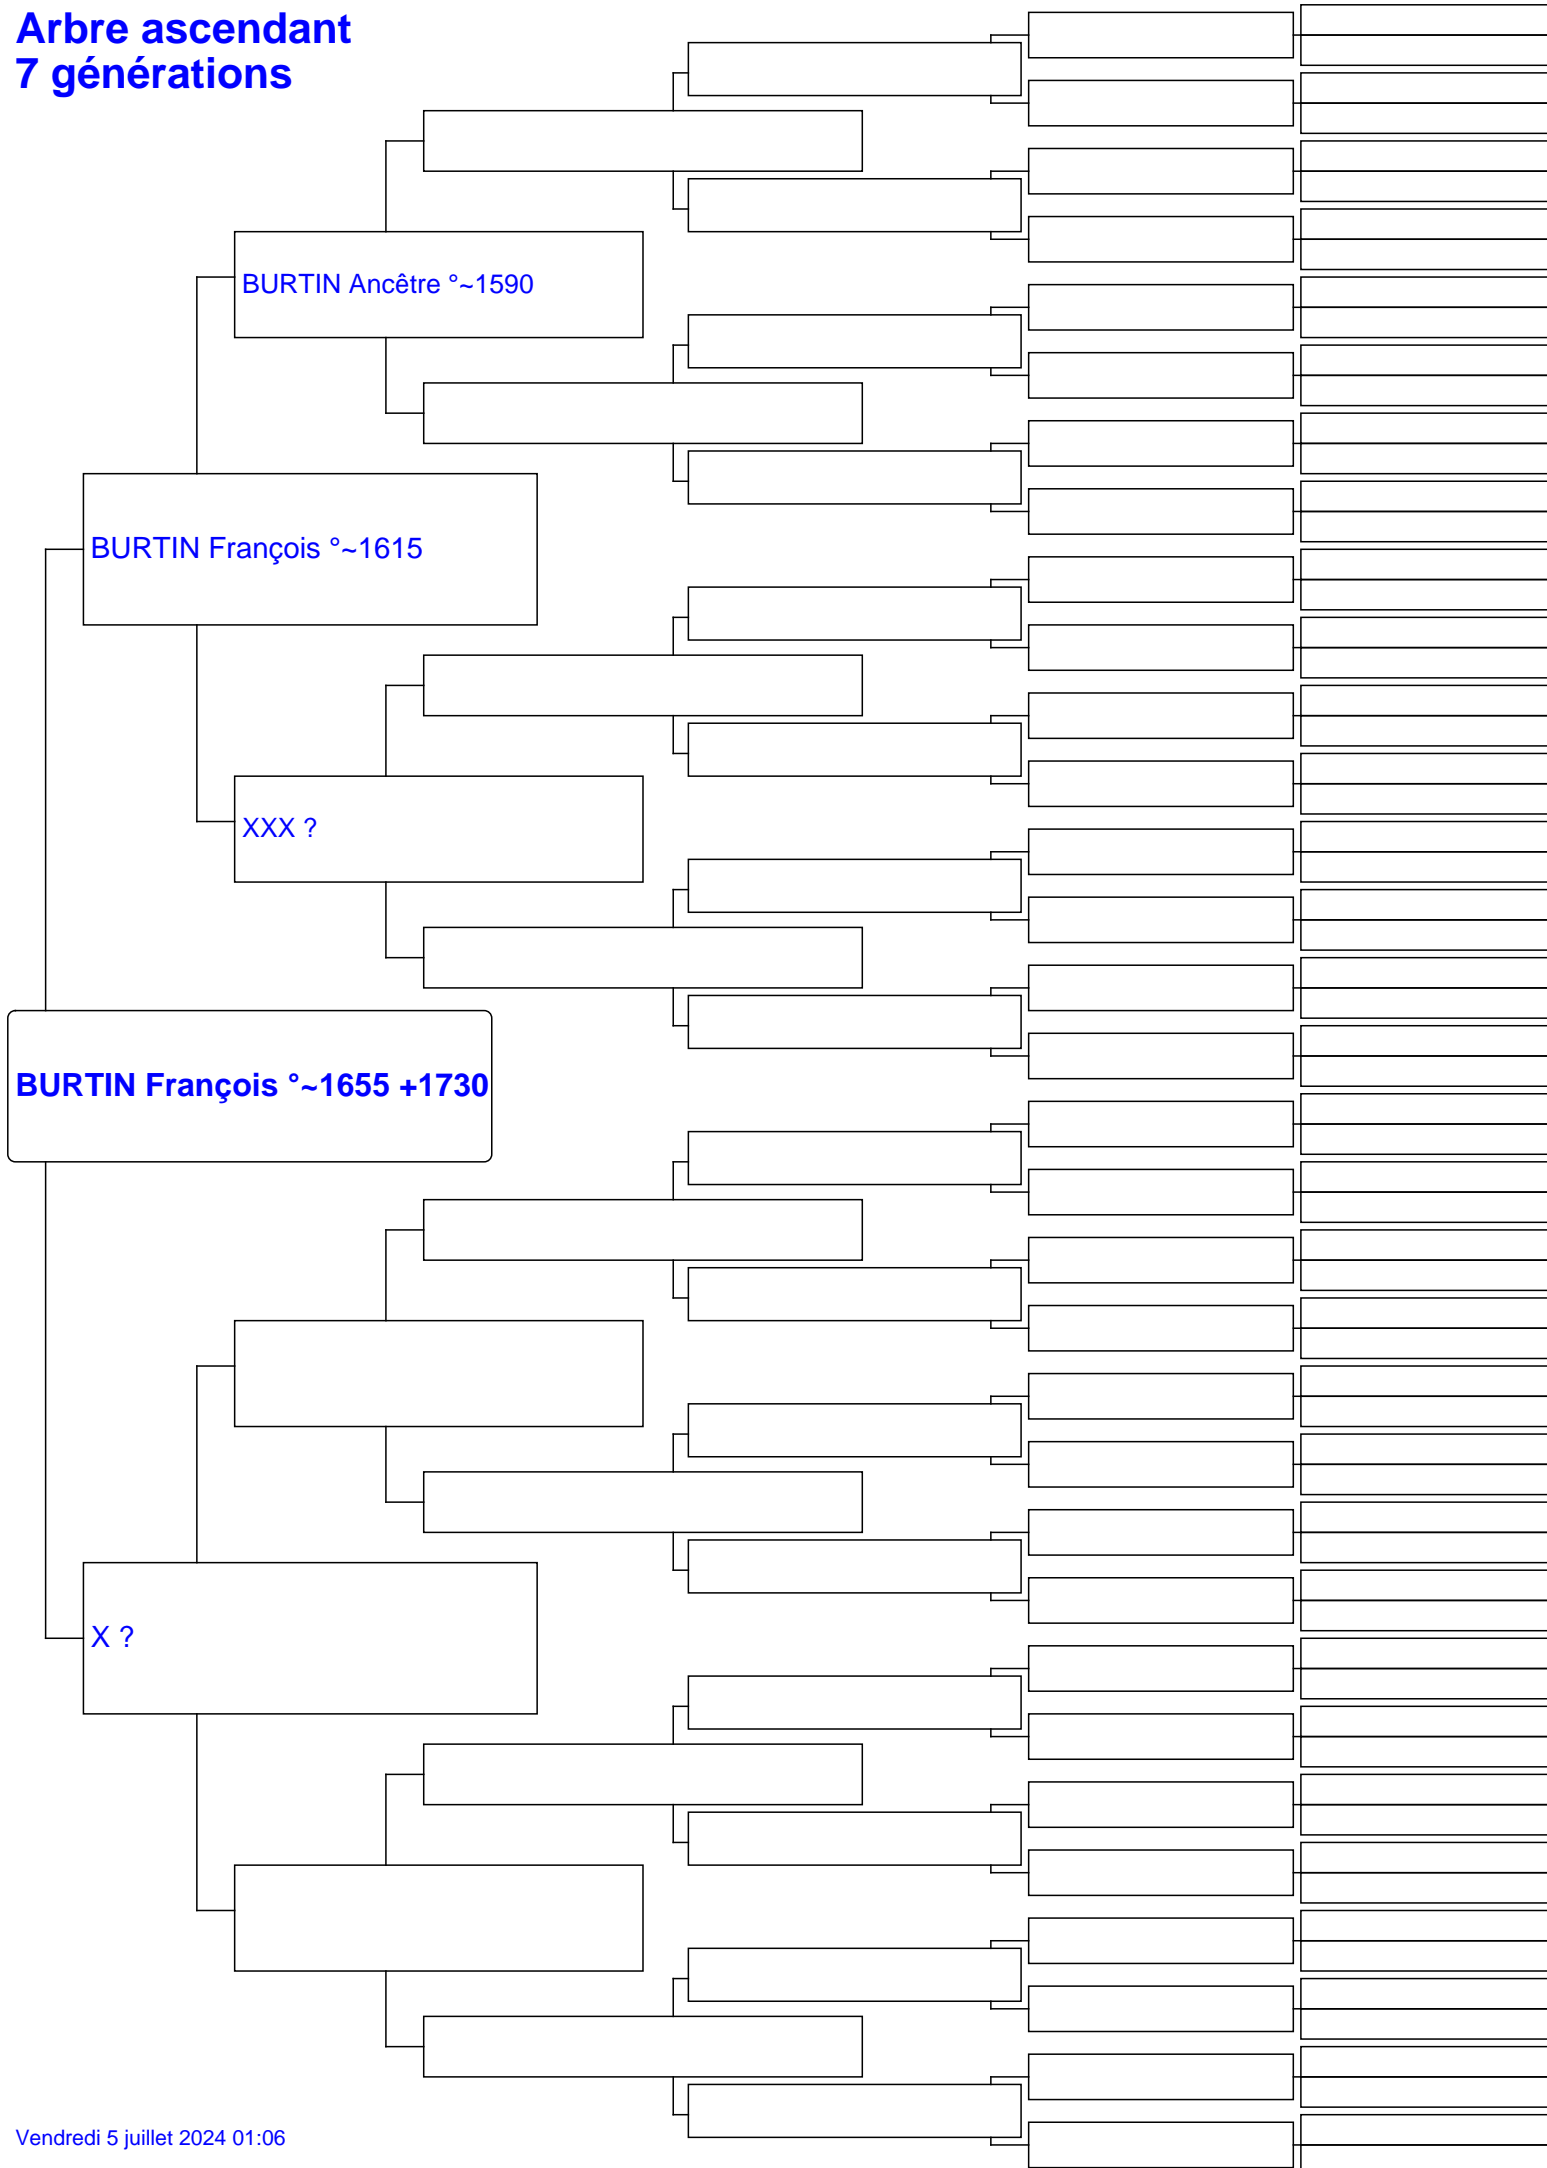 Arbre ascendant
7 générations
BURTIN Ancêtre °~1590
BURTIN François °~1615
XXX ?
BURTIN François °~1655 +1730
X ?
Vendredi 5 juillet 2024 01:06